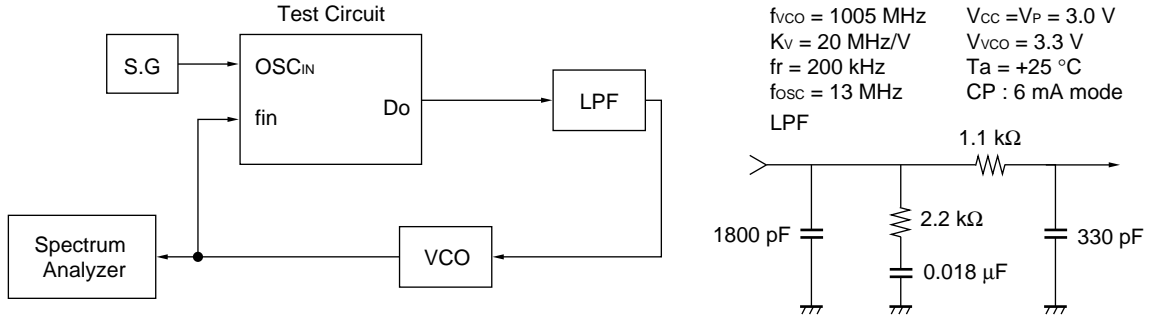 Test Circuit
S.G
OSCIN
fin
Do
LPF
Spectrum
Analyzer
VCO
fVCO = 1005 MHz
KV = 20 MHz/V
fr = 200 kHz
fOSC = 13 MHz
LPF
VCC =VP = 3.0 V
VVCO = 3.3 V
Ta = +25 °C
CP : 6 mA mode
1.1 kΩ
2.2 kΩ
1800 pF
330 pF
0.018 µF